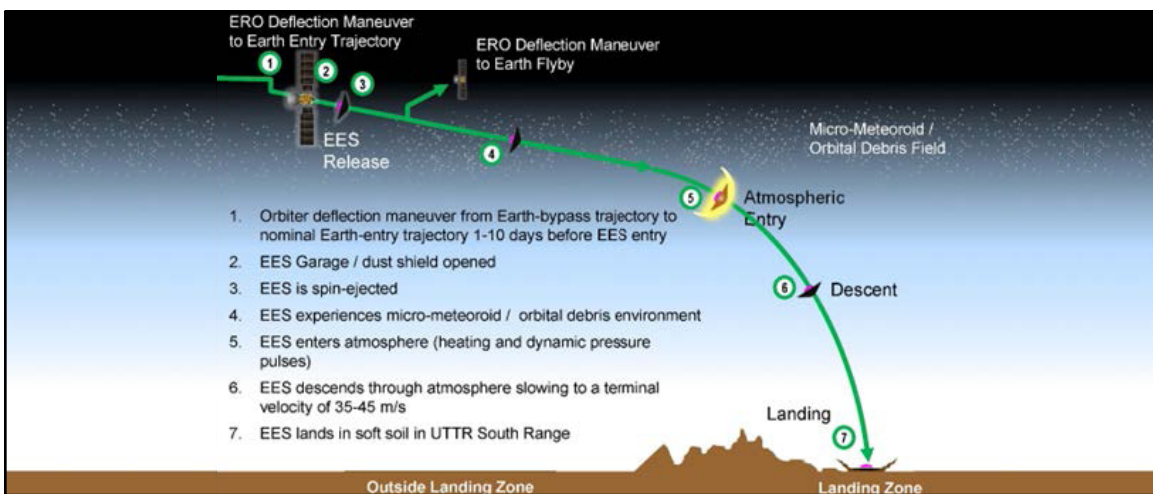 ERO Deflection Maneuver
to Earth Entry Trajectory
ERO Deflection Maneuver
to Earth Flyby
1
2
3
EES
Release
4
Micro-Meteoroid /
Orbital Debris Field
5
Atmospheric
Entry
1. Orbiter deflection maneuver from Earth-bypass trajectory to
nominal Earth-entry trajectory 1-10 days before EES entry
2. EES Garage / dust shield opened
3. EES is spin-ejected
4. EES experiences micro-meteoroid / orbital debris environment
5. EES enters atmosphere (heating and dynamic pressure
pulses)
6. EES descends through atmosphere slowing to a terminal
velocity of 35-45 m/s
7. EES lands in soft soil in UTTR South Range
6
Descent
Landing
7
Outside Landing Zone
Landing Zone